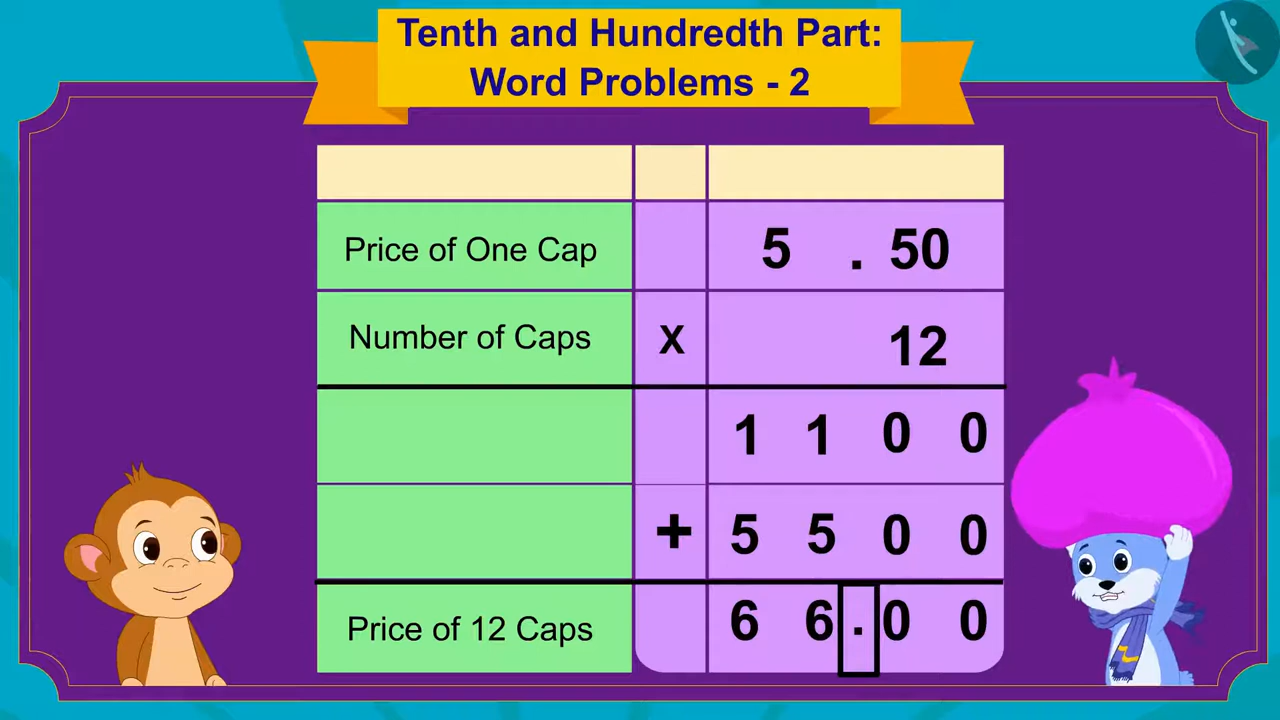 Tenth and Hundredth Part:
Word Problems - 2
Price of One Cap 5 . 50
Number of Caps X 12
1 1 0 0
+ 5 5 0 0
Price of 12 Caps 6 6 . 0 0